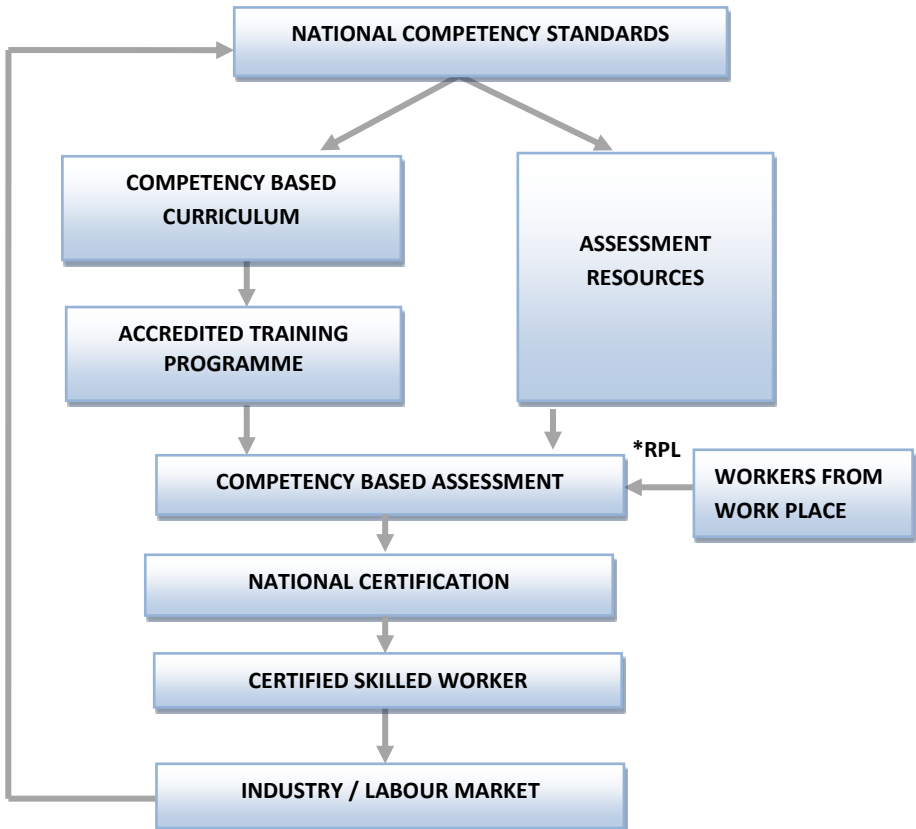 NATIONAL COMPETENCY STANDARDS
COMPETENCY BASED
CURRICULUM
ASSESSMENT
RESOURCES
ACCREDITED TRAINING
PROGRAMME
*RPL
COMPETENCY BASED ASSESSMENT
WORKERS FROM
WORK PLACE
NATIONAL CERTIFICATION
CERTIFIED SKILLED WORKER
INDUSTRY / LABOUR MARKET